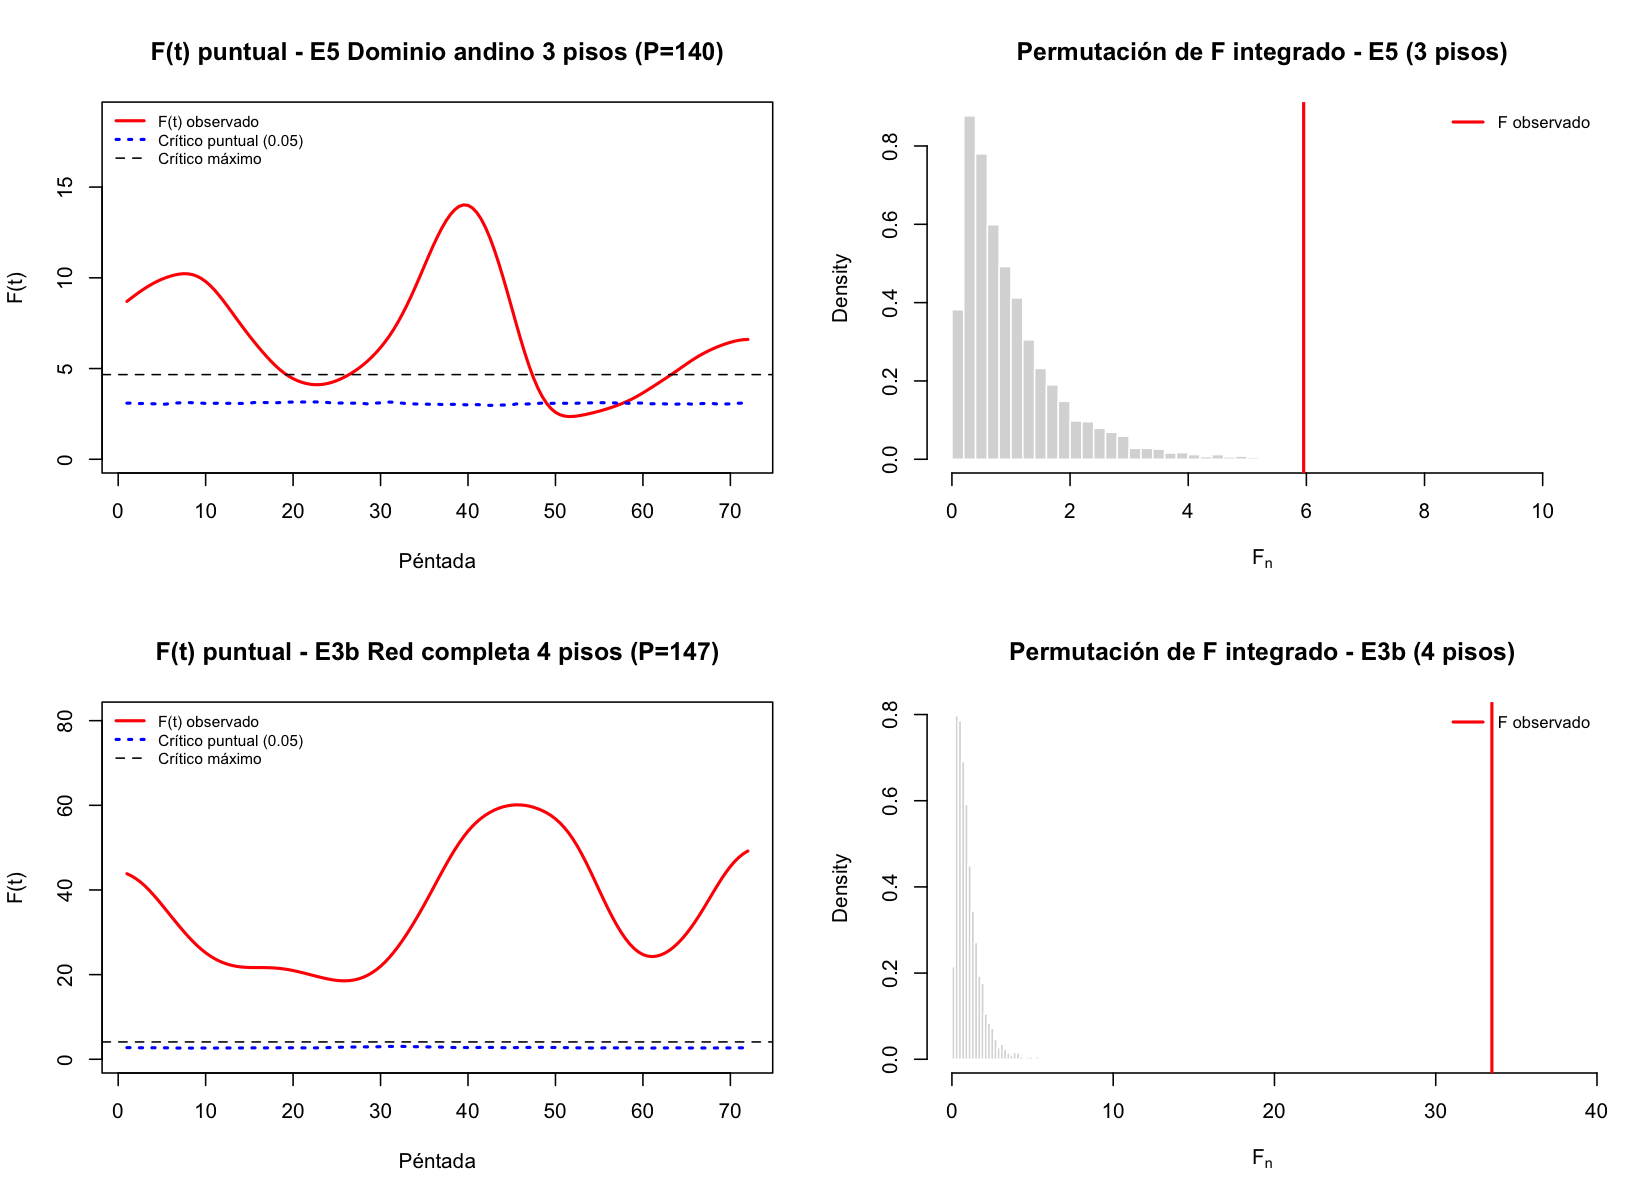 F(t) puntual - E5 Dominio andino 3 pisos (P=140)
F(t) observado
Crítico puntual (0.05)
Crítico máximo
F(t)
0 5 10 15
0 10 20 30 40 50 60 70
Péntada
Permutación de F integrado - E5 (3 pisos)
F observado
Density
0.0 0.2 0.4 0.6 0.8
0 2 4 6 8 10
Fn
F(t) puntual - E3b Red completa 4 pisos (P=147)
F(t) observado
Crítico puntual (0.05)
Crítico máximo
F(t)
0 20 40 60 80
0 10 20 30 40 50 60 70
Péntada
Permutación de F integrado - E3b (4 pisos)
F observado
Density
0.0 0.2 0.4 0.6 0.8
0 10 20 30 40
Fn